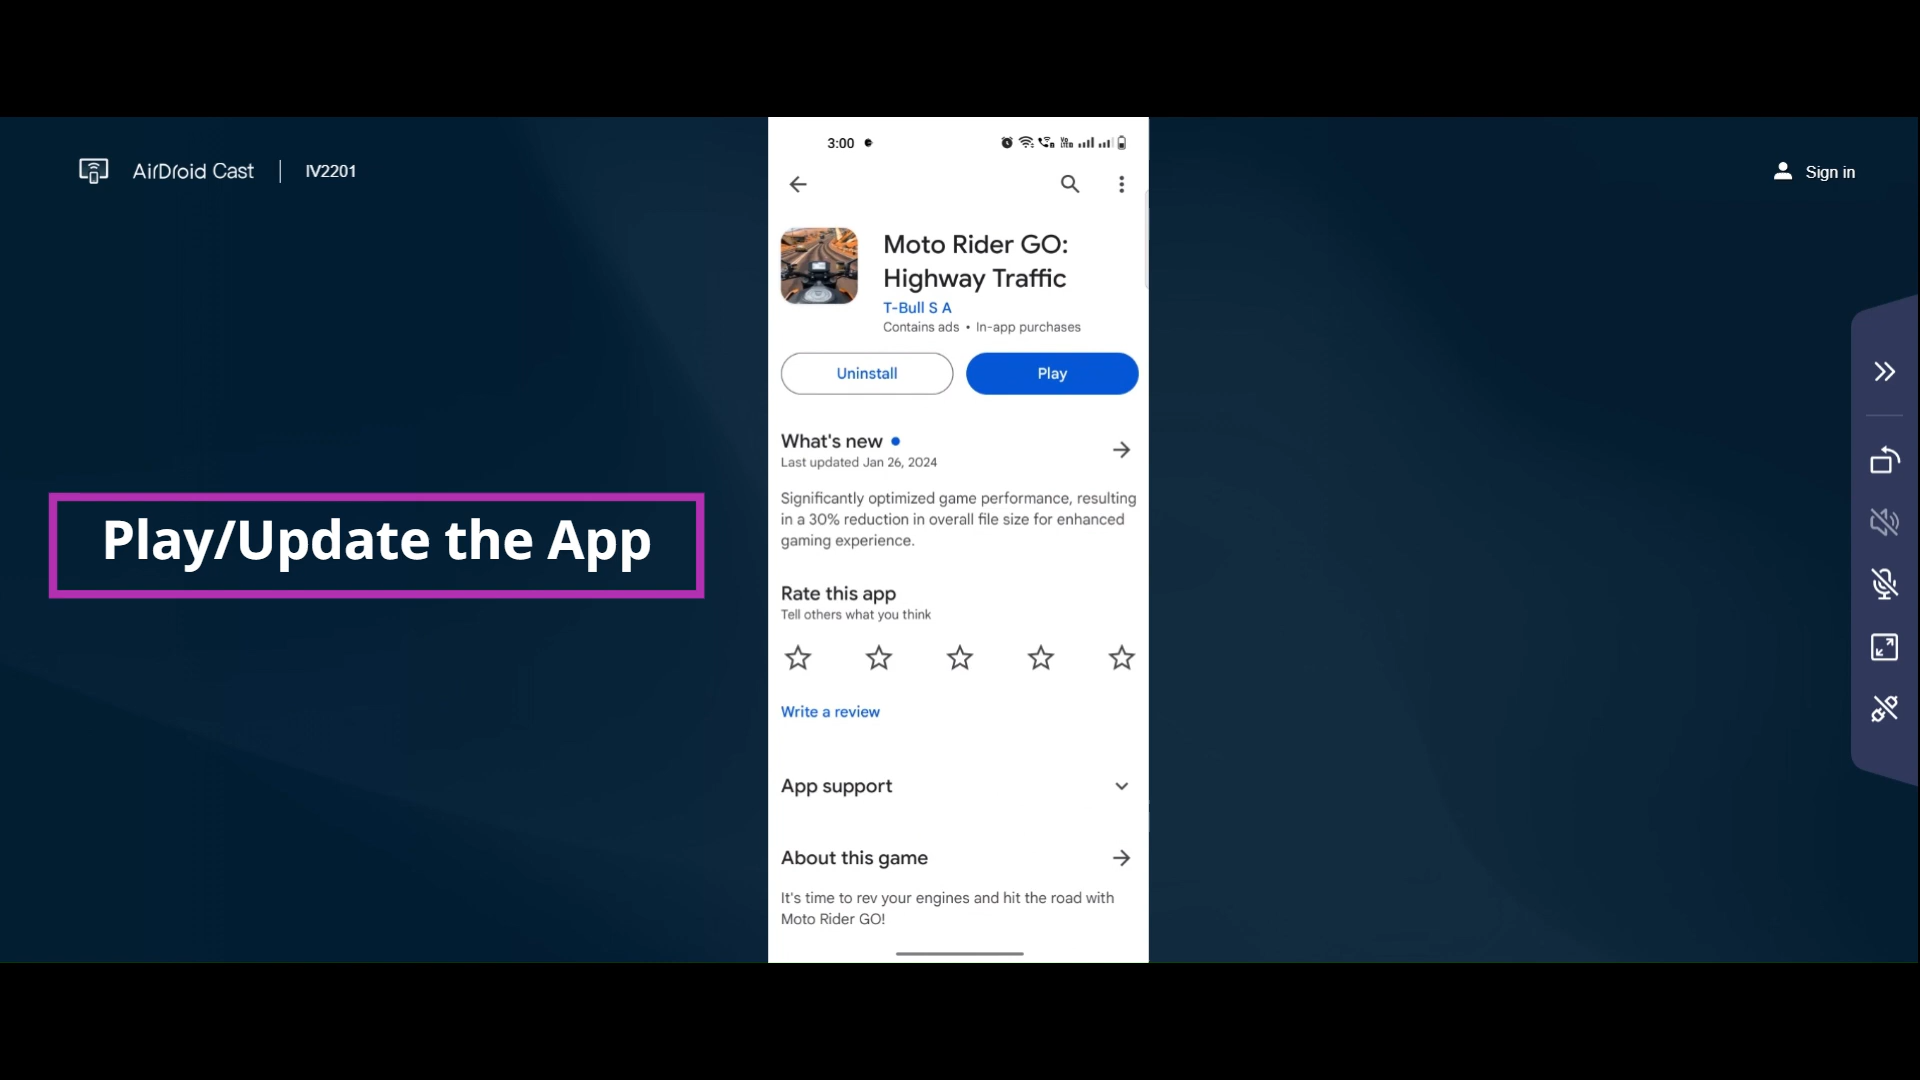 AirDroid Cast | IV2201
Sign in
3:00
Moto Rider GO:
Highway Traffic
T-Bull S A
Contains ads • In-app purchases
Uninstall
Play
What's new
Last updated Jan 26, 2024
Significantly optimized game performance, resulting
in a 30% reduction in overall file size for enhanced
gaming experience.
Rate this app
Tell others what you think
Write a review
App support
About this game
It's time to rev your engines and hit the road with
Moto Rider GO!
Play/Update the App